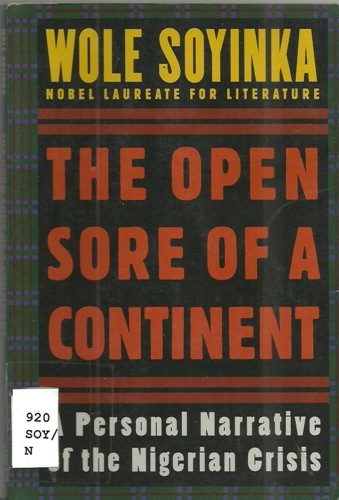 WOLE SOYINKA
NOBEL LAUREATE FOR LITERATURE
THE OPEN
SORE OF A
CONTINENT
A Personal Narrative
of the Nigerian Crisis
920
SOY/
N